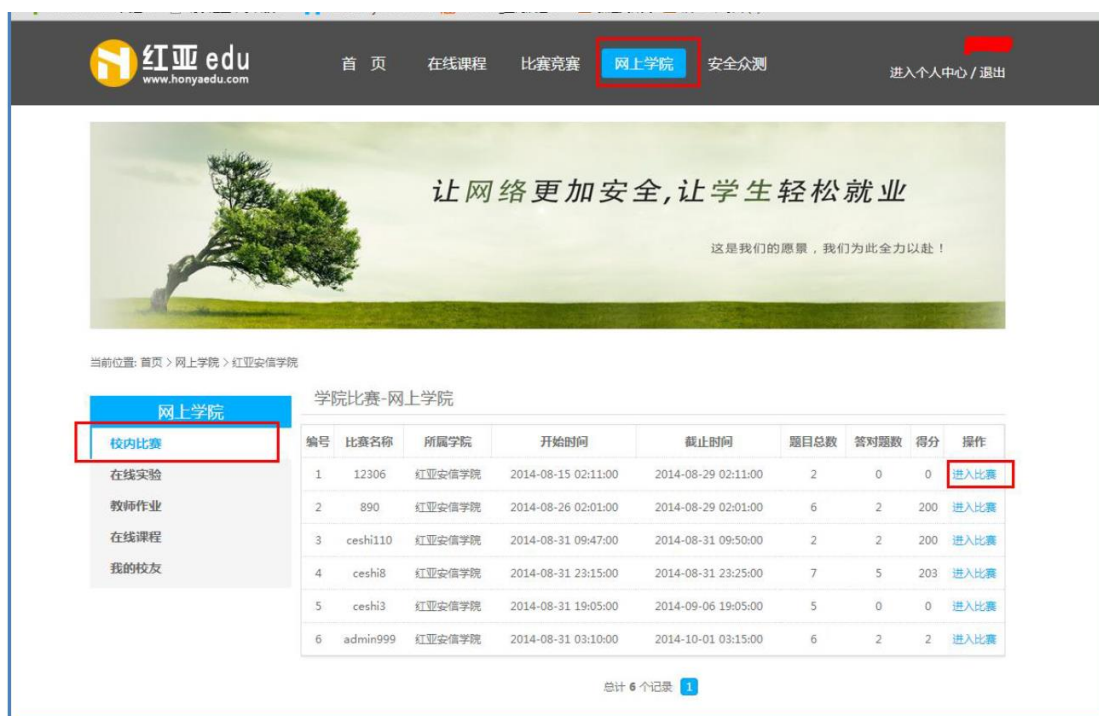 红亚 edu
www.honyaedu.com
首 页 在线课程 比赛竞赛 网上学院 安全众测
进入个人中心 / 退出
让网络更加安全,让学生轻松就业
这是我们的愿景，我们为此全力以赴！
当前位置: 首页 > 网上学院 > 红亚安信学院
网上学院
校内比赛
在线实验
教师作业
在线课程
我的校友
学院比赛-网上学院
编号 比赛名称 所属学院 开始时间 截止时间 题目总数 答对题数 得分 操作
1 12306 红亚安信学院 2014-08-15 02:11:00 2014-08-29 02:11:00 2 0 0 进入比赛
2 890 红亚安信学院 2014-08-26 02:01:00 2014-08-29 02:01:00 6 2 200 进入比赛
3 ceshi110 红亚安信学院 2014-08-31 09:47:00 2014-08-31 09:50:00 2 2 200 进入比赛
4 ceshi8 红亚安信学院 2014-08-31 23:15:00 2014-08-31 23:25:00 7 5 203 进入比赛
5 ceshi3 红亚安信学院 2014-08-31 19:05:00 2014-09-06 19:05:00 5 0 0 进入比赛
6 admin999 红亚安信学院 2014-08-31 03:10:00 2014-10-01 03:15:00 6 2 2 进入比赛
总计 6 个记录 1